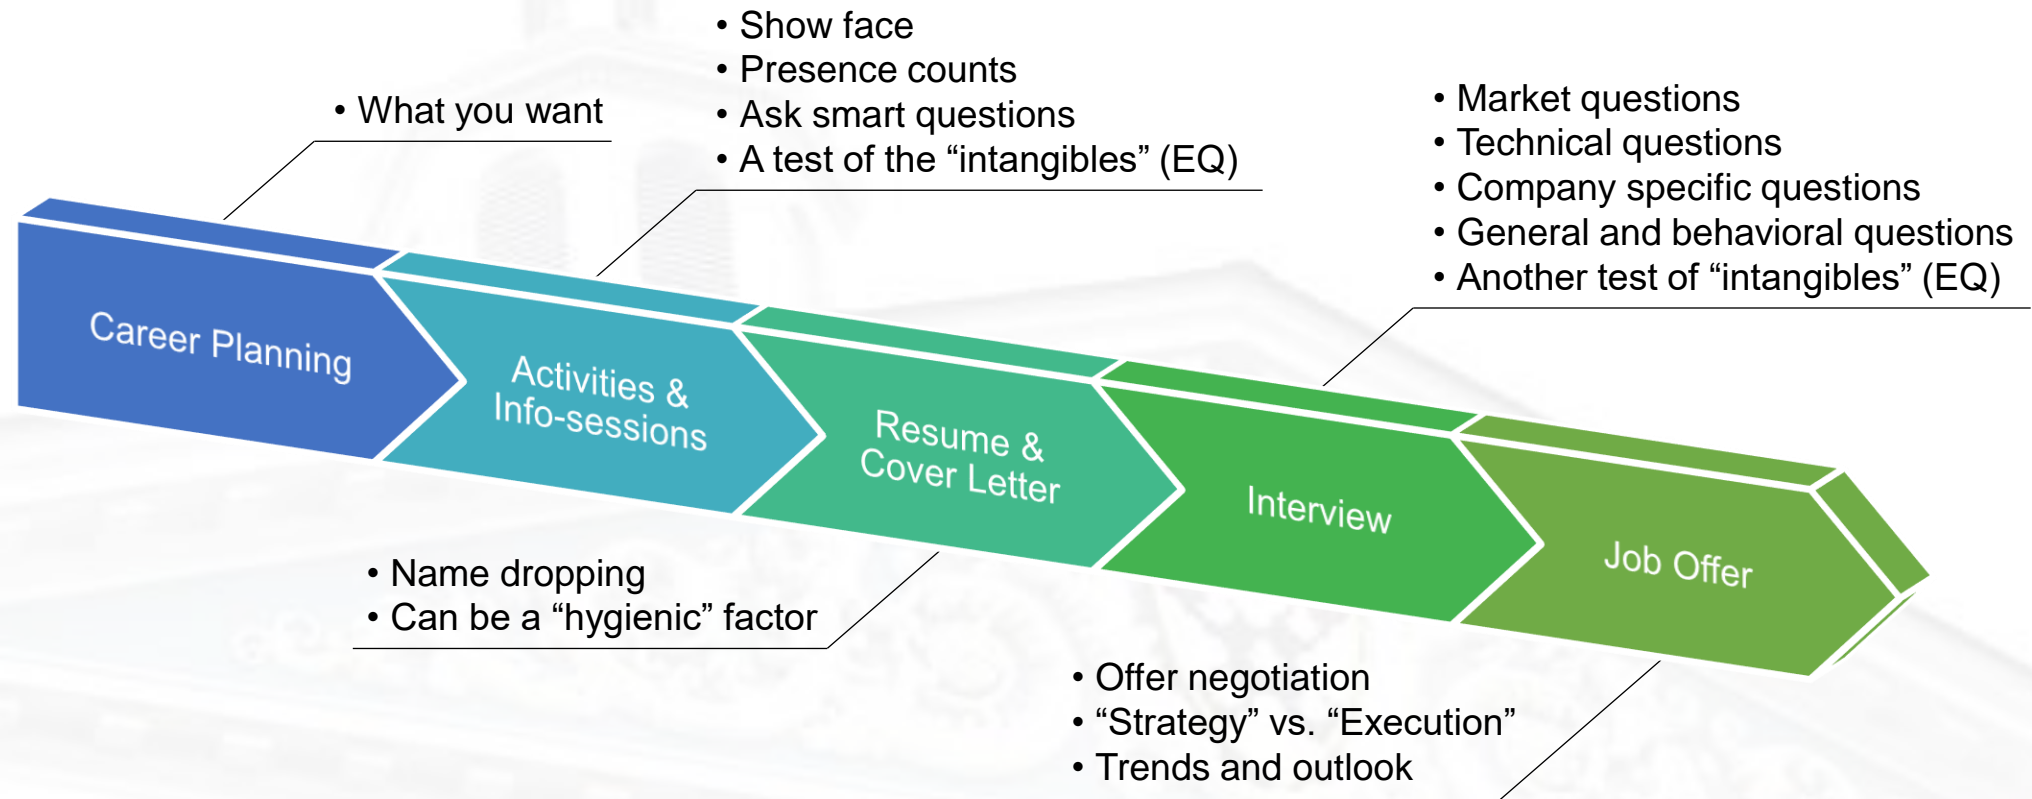 • What you want
• Show face
• Presence counts
• Ask smart questions
• A test of the “intangibles” (EQ)
• Market questions
• Technical questions
• Company specific questions
• General and behavioral questions
• Another test of “intangibles” (EQ)
Career Planning
Activities &
Info-sessions
Resume &
Cover Letter
Interview
Job Offer
• Name dropping
• Can be a “hygienic” factor
• Offer negotiation
• “Strategy” vs. “Execution”
• Trends and outlook